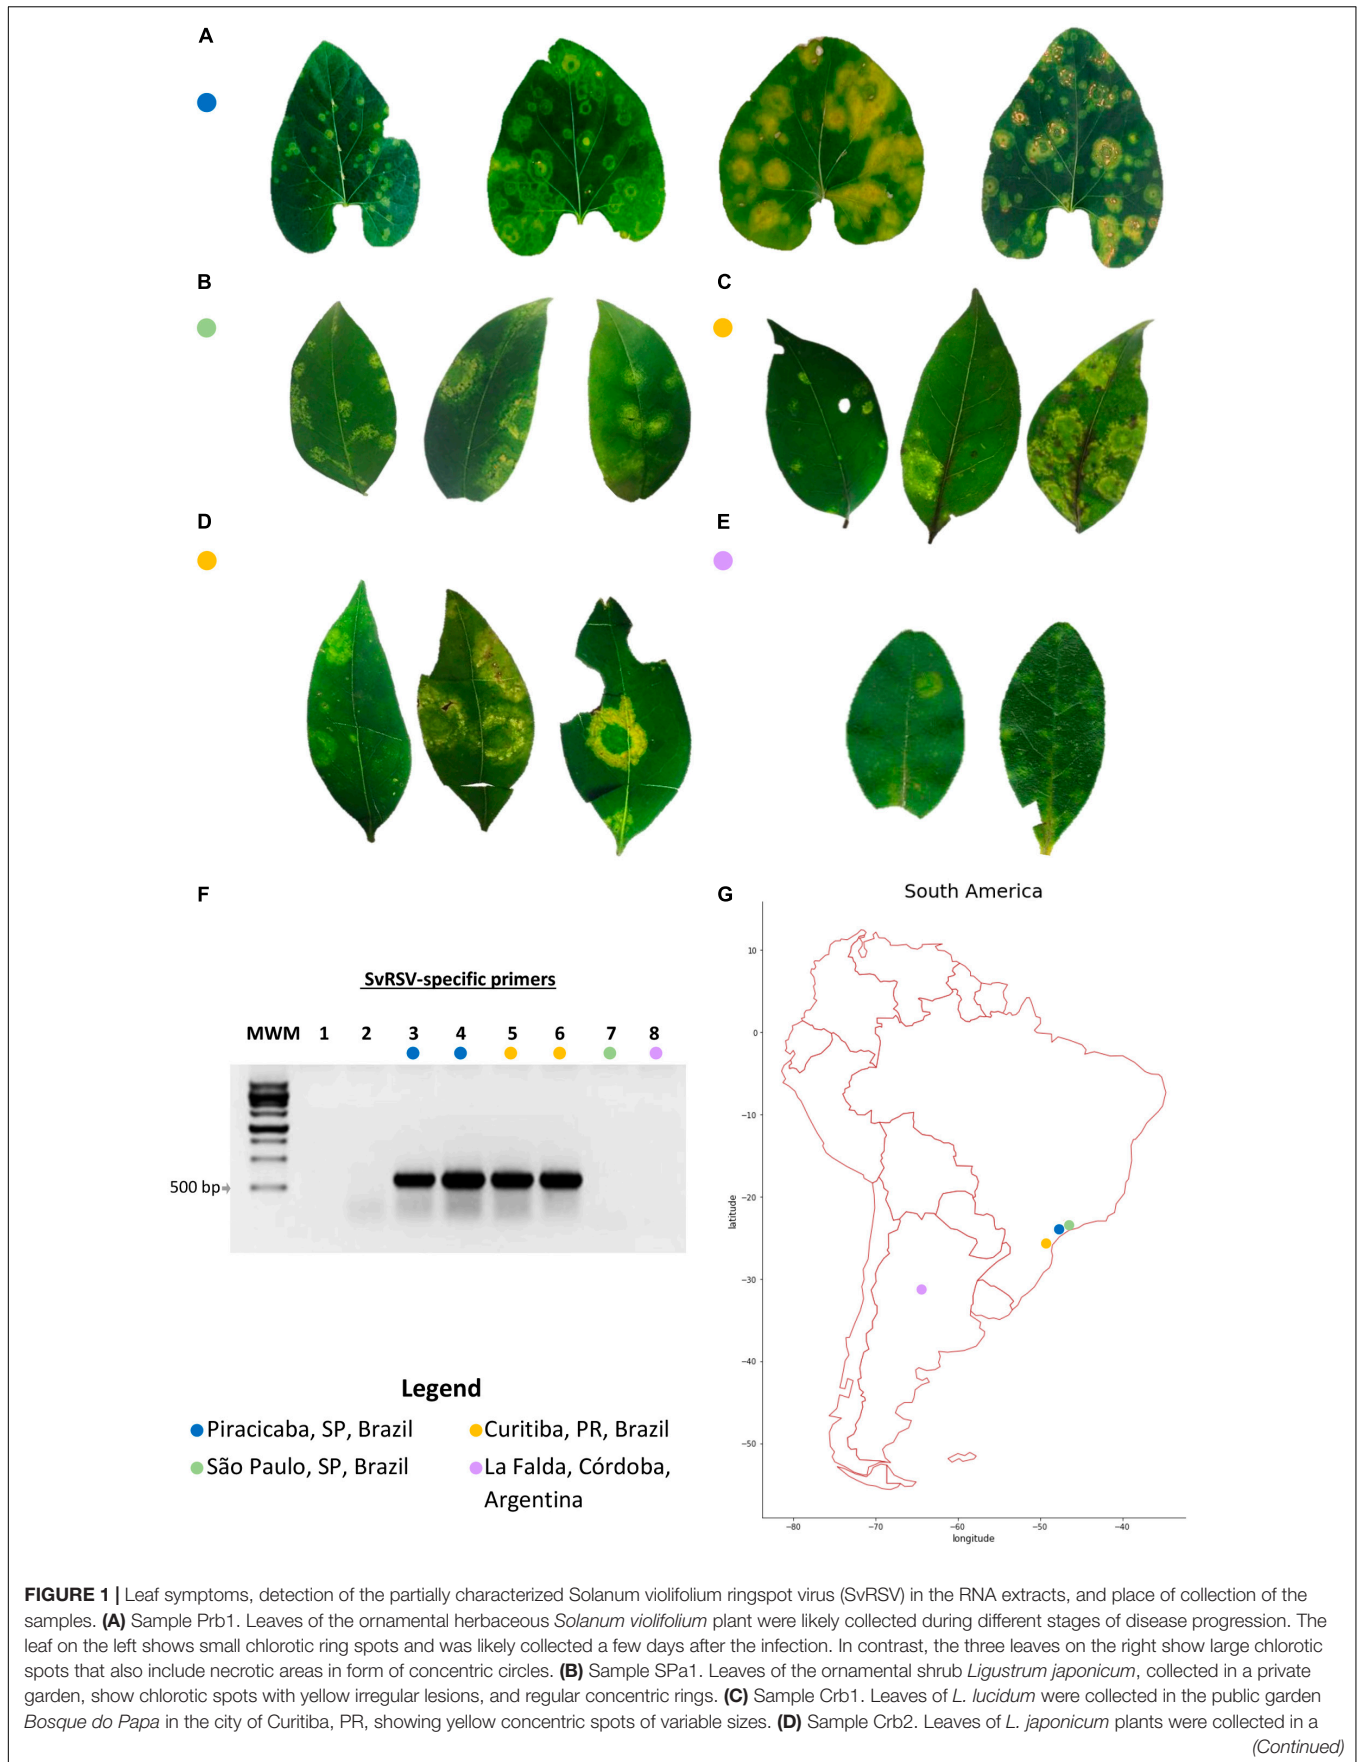 A
B
C
D
E
F
G
South America
SvRSV-specific primers
MWM 1 2 3 4 5 6 7 8
500 bp
10
0
−10
−20
−30
−40
−50
latitude
−80 −70 −60 −50 −40
longitude
Legend
Piracicaba, SP, Brazil
Curitiba, PR, Brazil
São Paulo, SP, Brazil
La Falda, Córdoba,
Argentina
FIGURE 1 | Leaf symptoms, detection of the partially characterized Solanum violifolium ringspot virus (SvRSV) in the RNA extracts, and place of collection of the
samples. (A) Sample Prb1. Leaves of the ornamental herbaceous Solanum violifolium plant were likely collected during different stages of disease progression. The
leaf on the left shows small chlorotic ring spots and was likely collected a few days after the infection. In contrast, the three leaves on the right show large chlorotic
spots that also include necrotic areas in form of concentric circles. (B) Sample SPa1. Leaves of the ornamental shrub Ligustrum japonicum, collected in a private
garden, show chlorotic spots with yellow irregular lesions, and regular concentric rings. (C) Sample Crb1. Leaves of L. lucidum were collected in the public garden
Bosque do Papa in the city of Curitiba, PR, showing yellow concentric spots of variable sizes. (D) Sample Crb2. Leaves of L. japonicum plants were collected in a
(Continued)